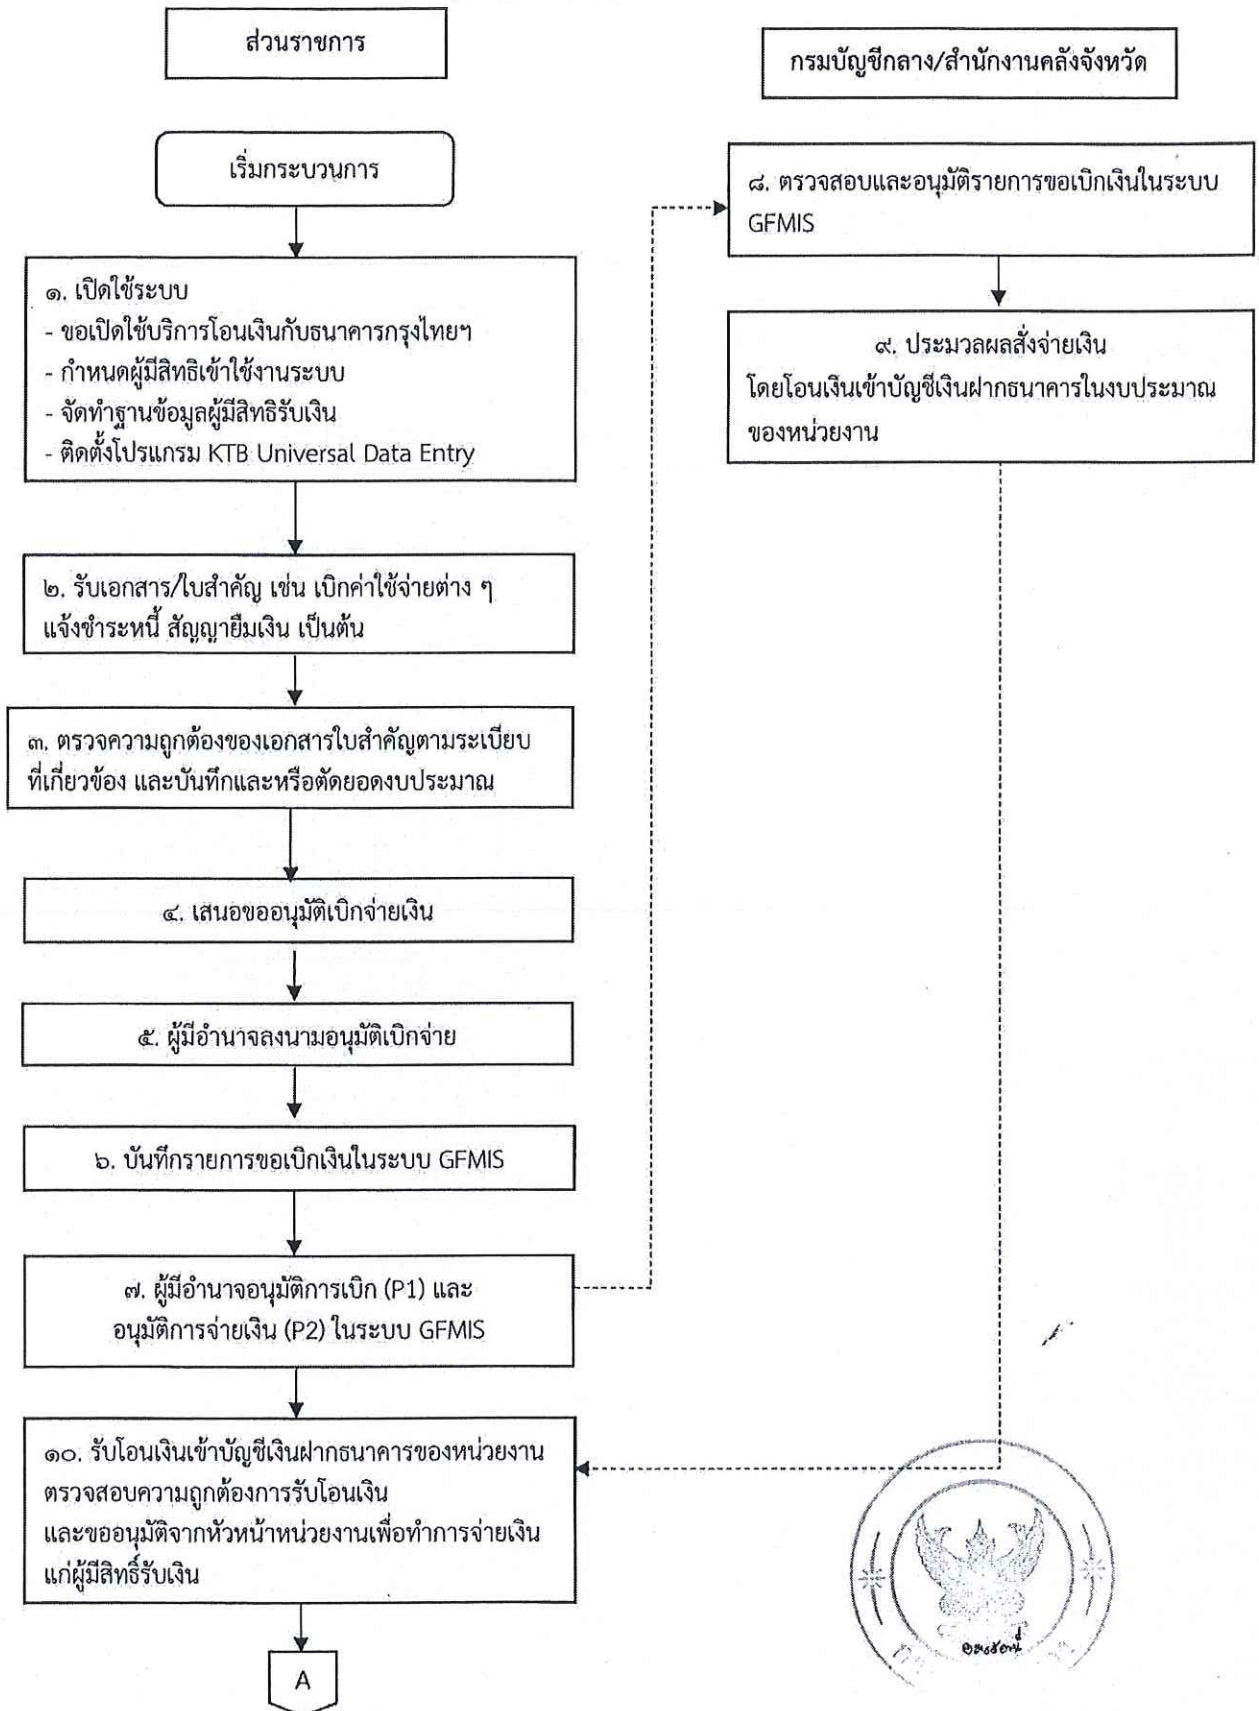 ส่วนราชการ
กรมบัญชีกลาง/สำนักงานคลังจังหวัด
เริ่มกระบวนการ
๑. เปิดใช้ระบบ
- ขอเปิดใช้บริการโอนเงินกับธนาคารกรุงไทยฯ
- กำหนดผู้มีสิทธิเข้าใช้งานระบบ
- จัดทำฐานข้อมูลผู้มีสิทธิรับเงิน
- ติดตั้งโปรแกรม KTB Universal Data Entry
๒. รับเอกสาร/ใบสำคัญ เช่น เบิกค่าใช้จ่ายต่าง ๆ
แจ้งชำระหนี้ สัญญายืมเงิน เป็นต้น
๓. ตรวจความถูกต้องของเอกสารใบสำคัญตามระเบียบ
ที่เกี่ยวข้อง และบันทึกและหรือตัดยอดงบประมาณ
๔. เสนอขออนุมัติเบิกจ่ายเงิน
๕. ผู้มีอำนาจลงนามอนุมัติเบิกจ่าย
๖. บันทึกรายการขอเบิกเงินในระบบ GFMIS
๗. ผู้มีอำนาจอนุมัติการเบิก (P1) และ
อนุมัติการจ่ายเงิน (P2) ในระบบ GFMIS
๘. ตรวจสอบและอนุมัติรายการขอเบิกเงินในระบบ
GFMIS
๙. ประมวลผลสั่งจ่ายเงิน
โดยโอนเงินเข้าบัญชีเงินฝากธนาคารในงบประมาณ
ของหน่วยงาน
๑๐. รับโอนเงินเข้าบัญชีเงินฝากธนาคารของหน่วยงาน
ตรวจสอบความถูกต้องการรับโอนเงิน
และขออนุมัติจากหัวหน้าหน่วยงานเพื่อทำการจ่ายเงิน
แก่ผู้มีสิทธิ์รับเงิน
A